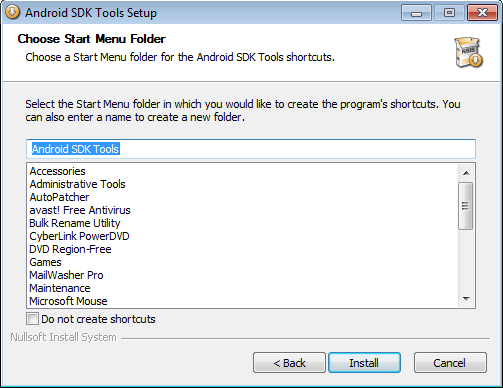 Android SDK Tools Setup
Choose Start Menu Folder
Choose a Start Menu folder for the Android SDK Tools shortcuts.
NSIS
Select the Start Menu folder in which you would like to create the program's shortcuts. You
can also enter a name to create a new folder.
Android SDK Tools
Accessories
Administrative Tools
AutoPatcher
avast! Free Antivirus
Bulk Rename Utility
CyberLink PowerDVD
DVD Region-Free
Games
MailWasher Pro
Maintenance
Microsoft Mouse
Do not create shortcuts
Nullsoft Install System
< Back
Install
Cancel